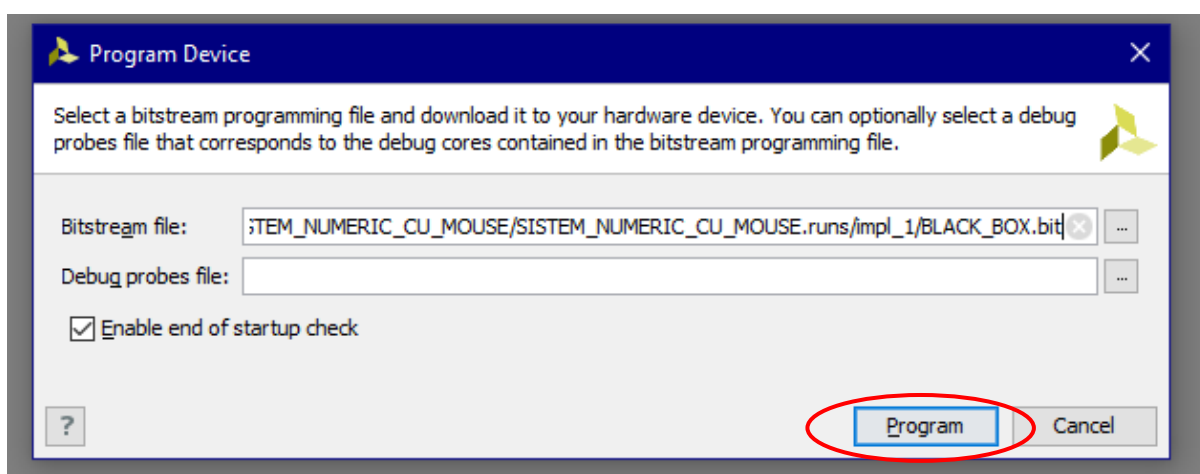 Program Device
Select a bitstream programming file and download it to your hardware device. You can optionally select a debug
probes file that corresponds to the debug cores contained in the bitstream programming file.
Bitstream file: STEM_NUMERIC_CU_MOUSE/SISTEM_NUMERIC_CU_MOUSE.runs/impl_1/BLACK_BOX.bit ...
Debug probes file: ...
Enable end of startup check
? Program Cancel